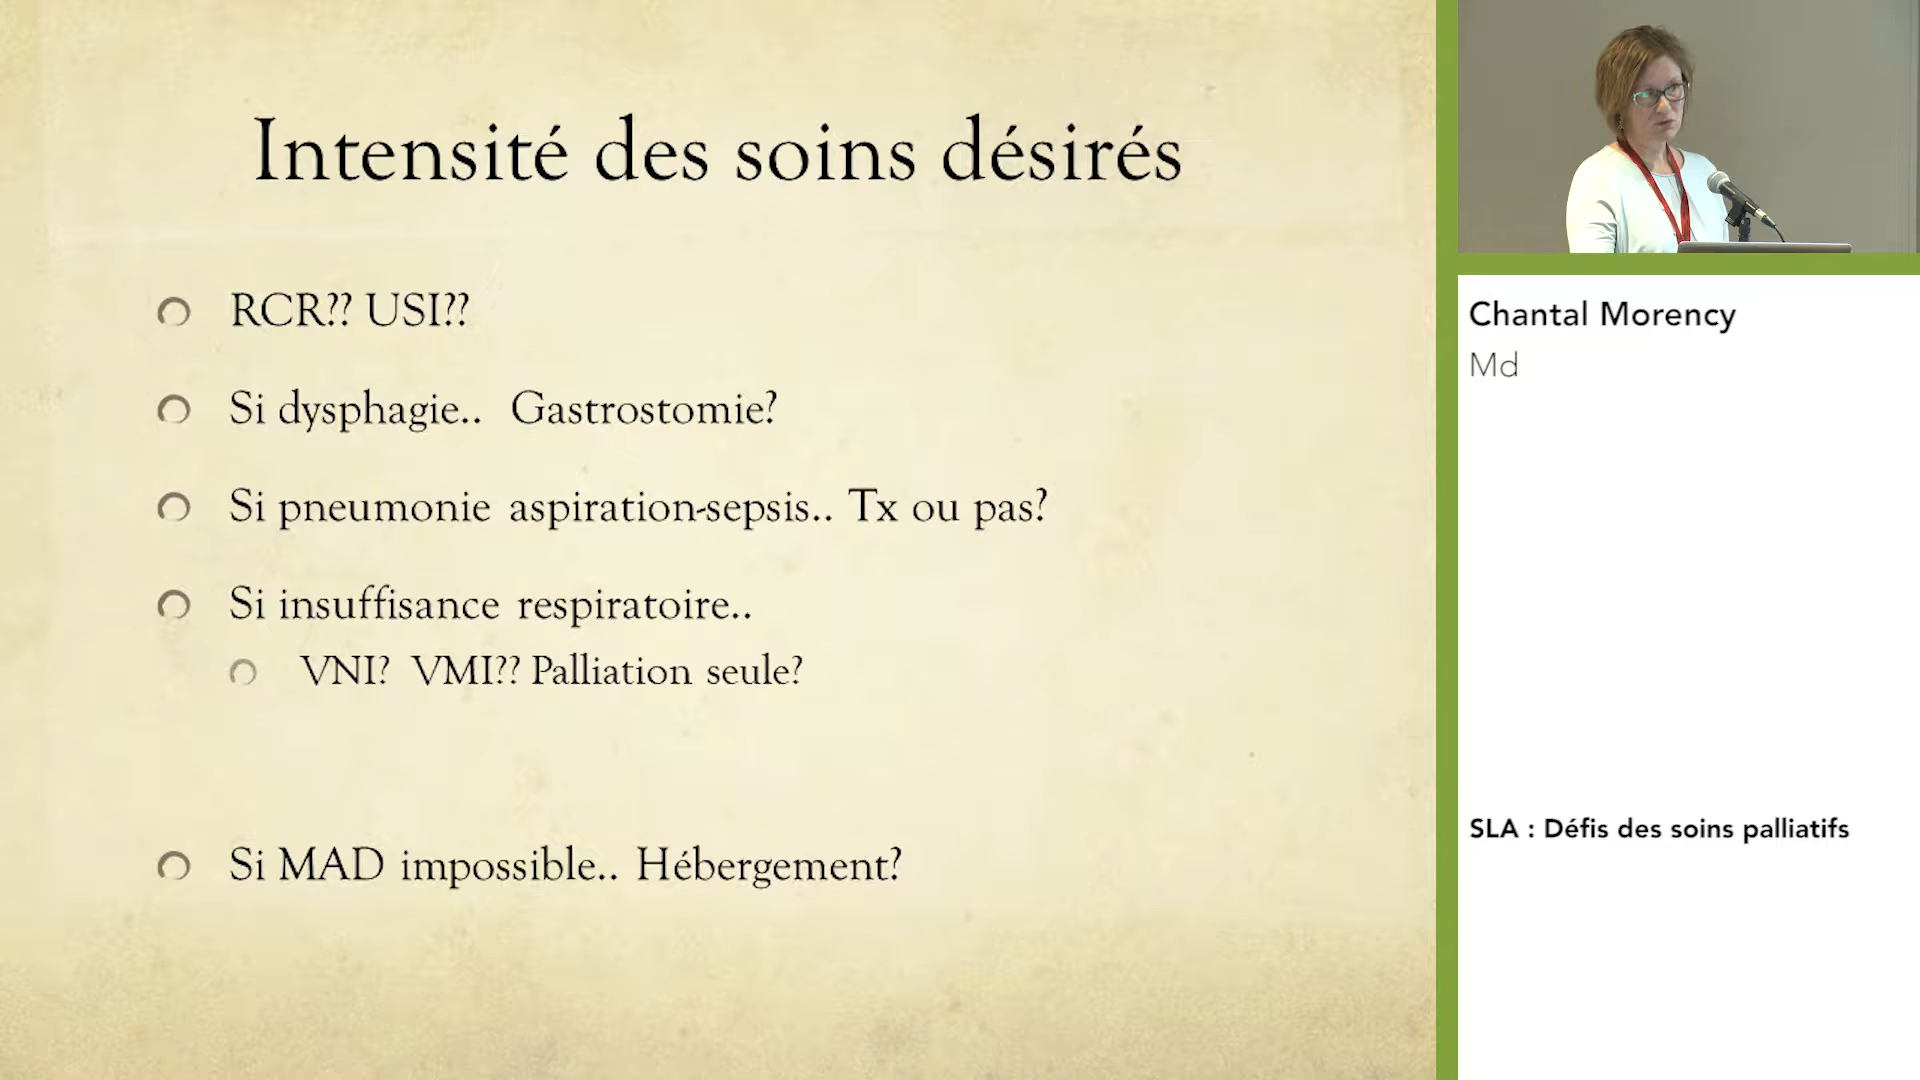 Intensité des soins désirés
RCR?? USI??
Si dysphagie.. Gastrostomie?
Si pneumonie aspiration-sepsis.. Tx ou pas?
Si insuffisance respiratoire..
VNI? VMI?? Palliation seule?
Si MAD impossible.. Hébergement?
Chantal Morency
Md
SLA : Défis des soins palliatifs